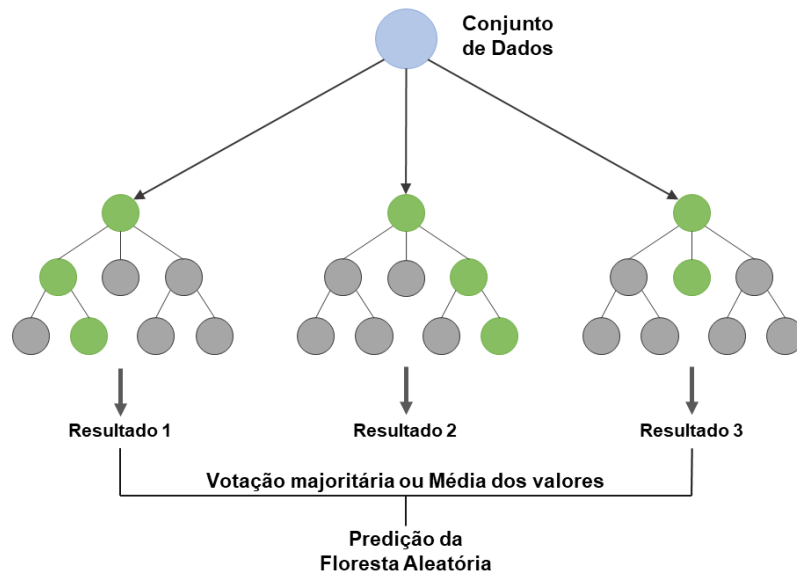 Conjunto
de Dados
Resultado 1
Resultado 2
Resultado 3
Votação majoritária ou Média dos valores
Predição da
Floresta Aleatória